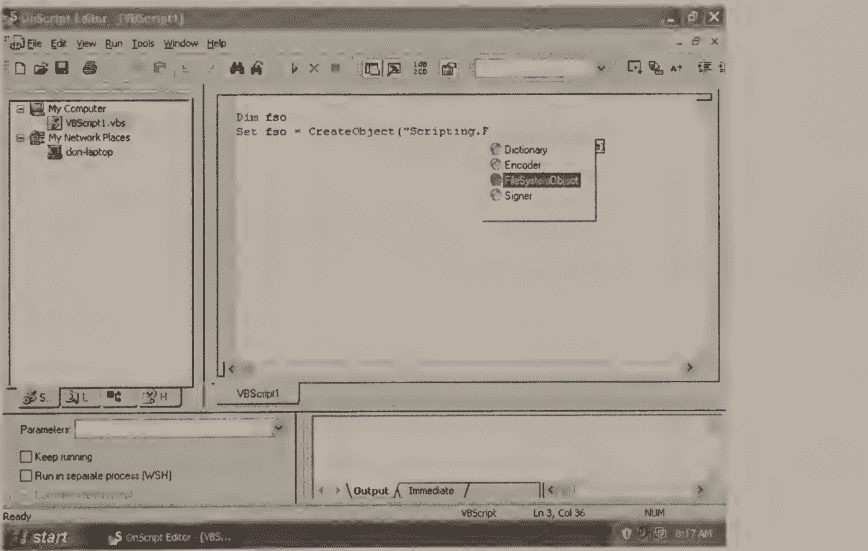 OnScript Editor - [VBScript1]
File Edit View Run Tools Window Help
My Computer
VBScript1.vbs
My Network Places
don-laptop
Dim fso
Set fso = CreateObject("Scripting.F
Dictionary
Encoder
FileSystemObject
Signer
S.. L H
VBScript1
Parameters:
Keep running
Run in separate process (WSH)
Output Immediate
Ready VBScript Ln 3, Col 36 NUM
start OnScript Editor - [VBS... 8:17 AM